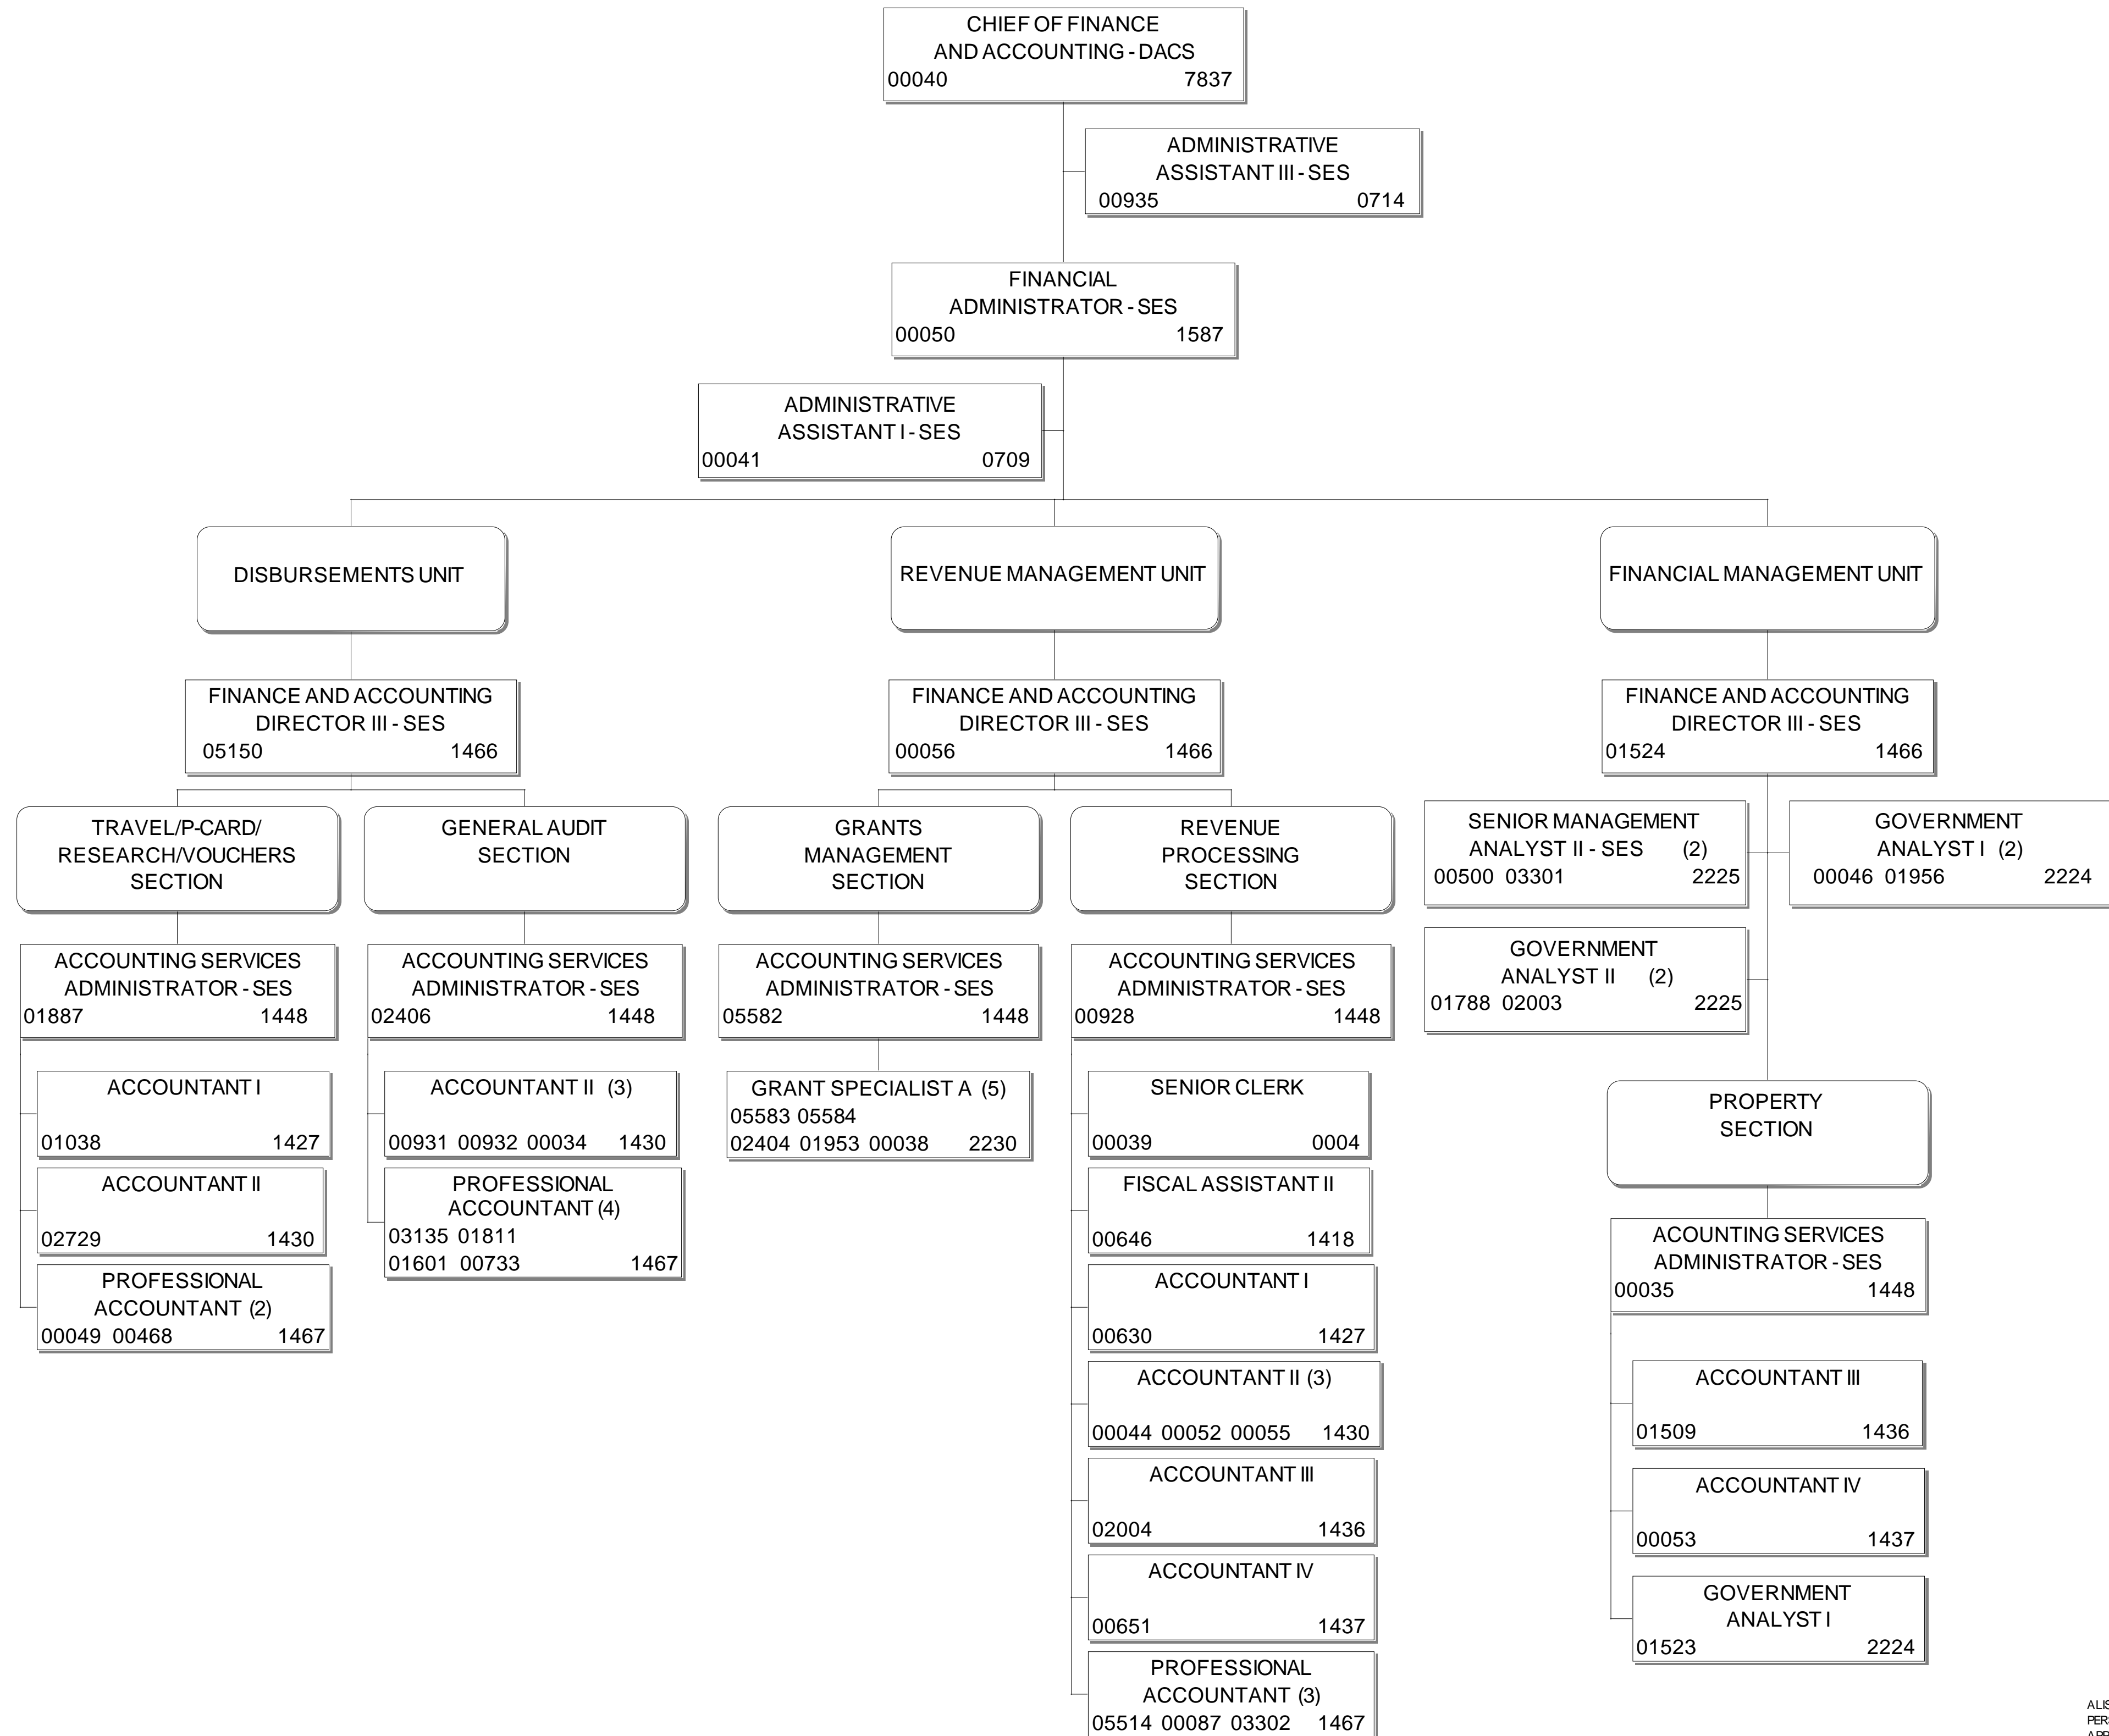 CHIEF OF FINANCE
AND ACCOUNTING - DACS
00040 7837
ADMINISTRATIVE
ASSISTANT III - SES
00935 0714
FINANCIAL
ADMINISTRATOR - SES
00050 1587
ADMINISTRATIVE
ASSISTANT I - SES
00041 0709
DISBURSEMENTS UNIT
FINANCE AND ACCOUNTING
DIRECTOR III - SES
05150 1466
TRAVEL/P-CARD/
RESEARCH/VOUCHERS
SECTION
ACCOUNTING SERVICES
ADMINISTRATOR - SES
01887 1448
ACCOUNTANT I
01038 1427
ACCOUNTANT II
02729 1430
PROFESSIONAL
ACCOUNTANT (2)
00049 00468 1467
GENERAL AUDIT
SECTION
ACCOUNTING SERVICES
ADMINISTRATOR - SES
02406 1448
ACCOUNTANT II (3)
00931 00932 00034 1430
PROFESSIONAL
ACCOUNTANT (4)
03135 01811
01601 00733 1467
REVENUE MANAGEMENT UNIT
FINANCE AND ACCOUNTING
DIRECTOR III - SES
00056 1466
GRANTS
MANAGEMENT
SECTION
ACCOUNTING SERVICES
ADMINISTRATOR - SES
05582 1448
GRANT SPECIALIST A (5)
05583 05584
02404 01953 00038 2230
REVENUE
PROCESSING
SECTION
ACCOUNTING SERVICES
ADMINISTRATOR - SES
00928 1448
SENIOR CLERK
00039 0004
FISCAL ASSISTANT II
00646 1418
ACCOUNTANT I
00630 1427
ACCOUNTANT II (3)
00044 00052 00055 1430
ACCOUNTANT III
02004 1436
ACCOUNTANT IV
00651 1437
PROFESSIONAL
ACCOUNTANT (3)
05514 00087 03302 1467
FINANCIAL MANAGEMENT UNIT
FINANCE AND ACCOUNTING
DIRECTOR III - SES
01524 1466
SENIOR MANAGEMENT
ANALYST II - SES (2)
00500 03301 2225
GOVERNMENT
ANALYST I (2)
00046 01956 2224
GOVERNMENT
ANALYST II (2)
01788 02003 2225
PROPERTY
SECTION
ACOUNTING SERVICES
ADMINISTRATOR - SES
00035 1448
ACCOUNTANT III
01509 1436
ACCOUNTANT IV
00053 1437
GOVERNMENT
ANALYST I
01523 2224